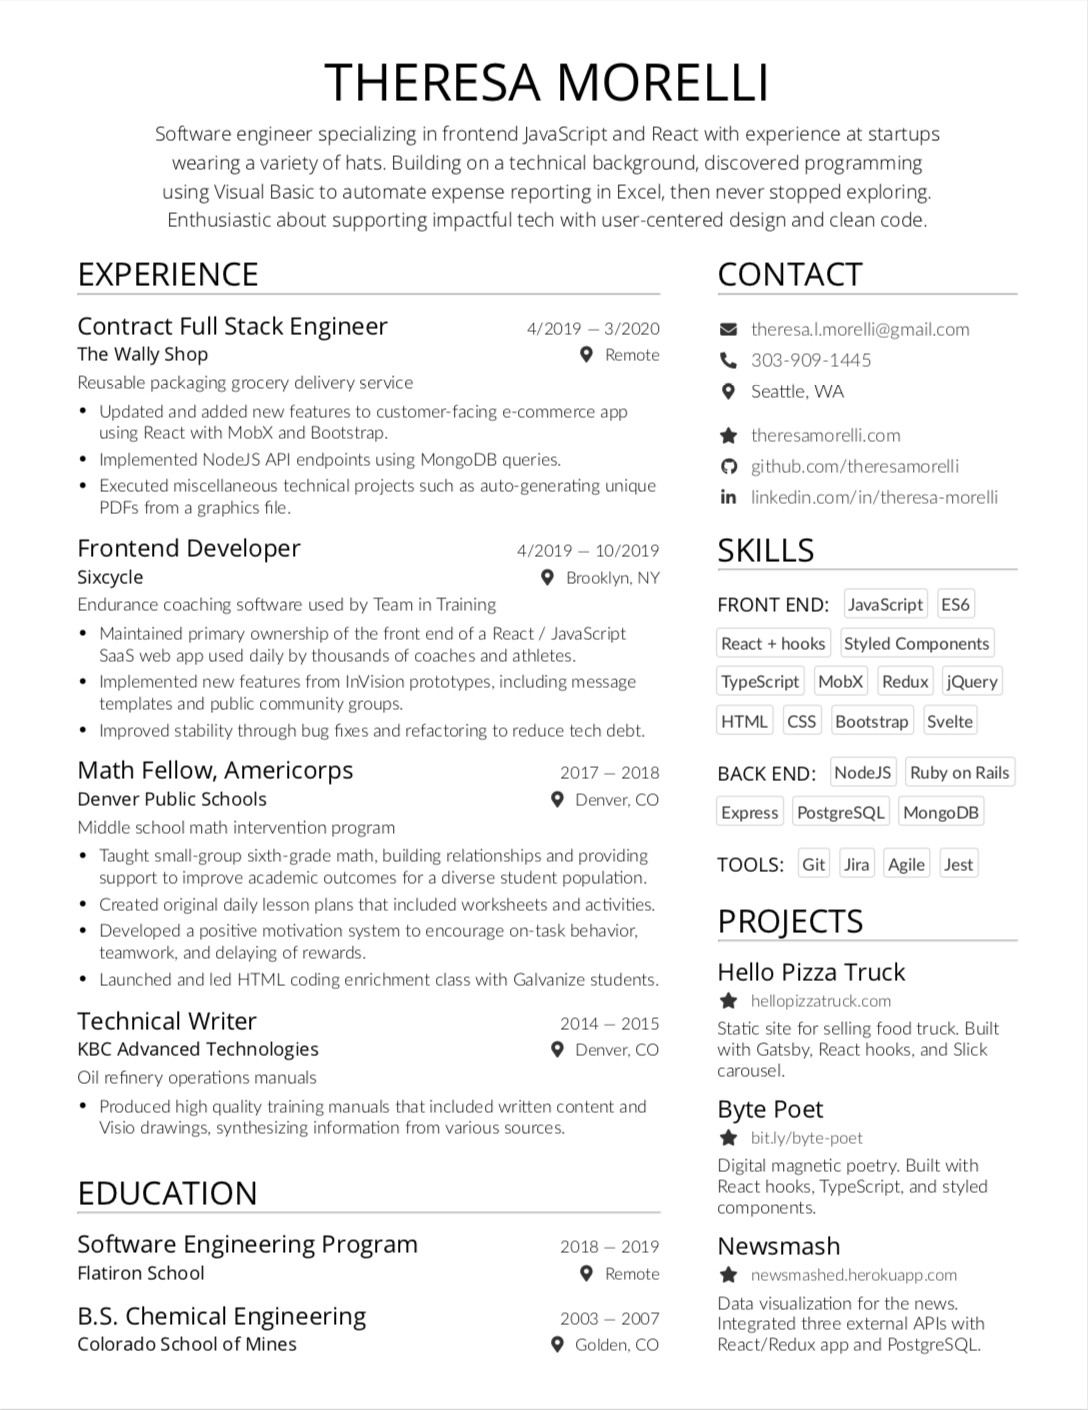 THERESA MORELLI
Software engineer specializing in frontend JavaScript and React with experience at startups
wearing a variety of hats. Building on a technical background, discovered programming
using Visual Basic to automate expense reporting in Excel, then never stopped exploring.
Enthusiastic about supporting impactful tech with user-centered design and clean code.
EXPERIENCE
Contract Full Stack Engineer 4/2019 — 3/2020
The Wally Shop Remote
Reusable packaging grocery delivery service
• Updated and added new features to customer-facing e-commerce app
using React with MobX and Bootstrap.
• Implemented NodeJS API endpoints using MongoDB queries.
• Executed miscellaneous technical projects such as auto-generating unique
PDFs from a graphics file.
Frontend Developer 4/2019 — 10/2019
Sixcycle Brooklyn, NY
Endurance coaching software used by Team in Training
• Maintained primary ownership of the front end of a React / JavaScript
SaaS web app used daily by thousands of coaches and athletes.
• Implemented new features from InVision prototypes, including message
templates and public community groups.
• Improved stability through bug fixes and refactoring to reduce tech debt.
Math Fellow, Americorps 2017 — 2018
Denver Public Schools Denver, CO
Middle school math intervention program
• Taught small-group sixth-grade math, building relationships and providing
support to improve academic outcomes for a diverse student population.
• Created original daily lesson plans that included worksheets and activities.
• Developed a positive motivation system to encourage on-task behavior,
teamwork, and delaying of rewards.
• Launched and led HTML coding enrichment class with Galvanize students.
Technical Writer 2014 — 2015
KBC Advanced Technologies Denver, CO
Oil refinery operations manuals
• Produced high quality training manuals that included written content and
Visio drawings, synthesizing information from various sources.
EDUCATION
Software Engineering Program 2018 — 2019
Flatiron School Remote
B.S. Chemical Engineering 2003 — 2007
Colorado School of Mines Golden, CO
CONTACT
theresa.l.morelli@gmail.com
303-909-1445
Seattle, WA
theresamorelli.com
github.com/theresamorelli
linkedin.com/in/theresa-morelli
SKILLS
FRONT END: JavaScript ES6
React + hooks Styled Components
TypeScript MobX Redux jQuery
HTML CSS Bootstrap Svelte
BACK END: NodeJS Ruby on Rails
Express PostgreSQL MongoDB
TOOLS: Git Jira Agile Jest
PROJECTS
Hello Pizza Truck
hellopizzatruck.com
Static site for selling food truck. Built
with Gatsby, React hooks, and Slick
carousel.
Byte Poet
bit.ly/byte-poet
Digital magnetic poetry. Built with
React hooks, TypeScript, and styled
components.
Newsmash
newsmashed.herokuapp.com
Data visualization for the news.
Integrated three external APIs with
React/Redux app and PostgreSQL.